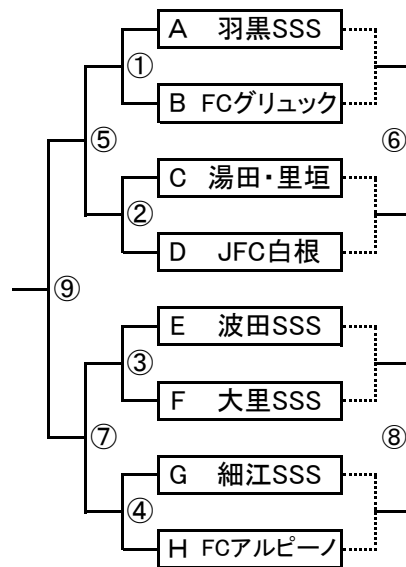 A 羽黒SSS
①
B FCグリュック
⑤
⑥
C 湯田・里垣
②
D JFC白根
⑨
E 波田SSS
③
F 大里SSS
⑦
⑧
G 細江SSS
④
H FCアルピーノ